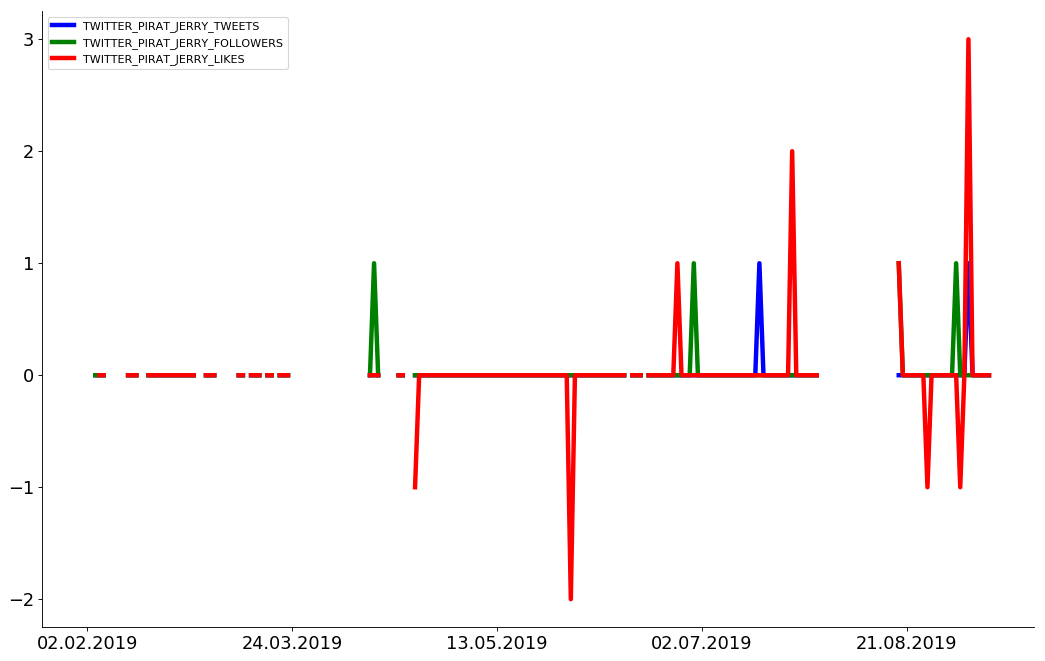 TWITTER_PIRAT_JERRY_TWEETS
TWITTER_PIRAT_JERRY_FOLLOWERS
TWITTER_PIRAT_JERRY_LIKES
3
2
1
0
−1
−2
02.02.2019 24.03.2019 13.05.2019 02.07.2019 21.08.2019